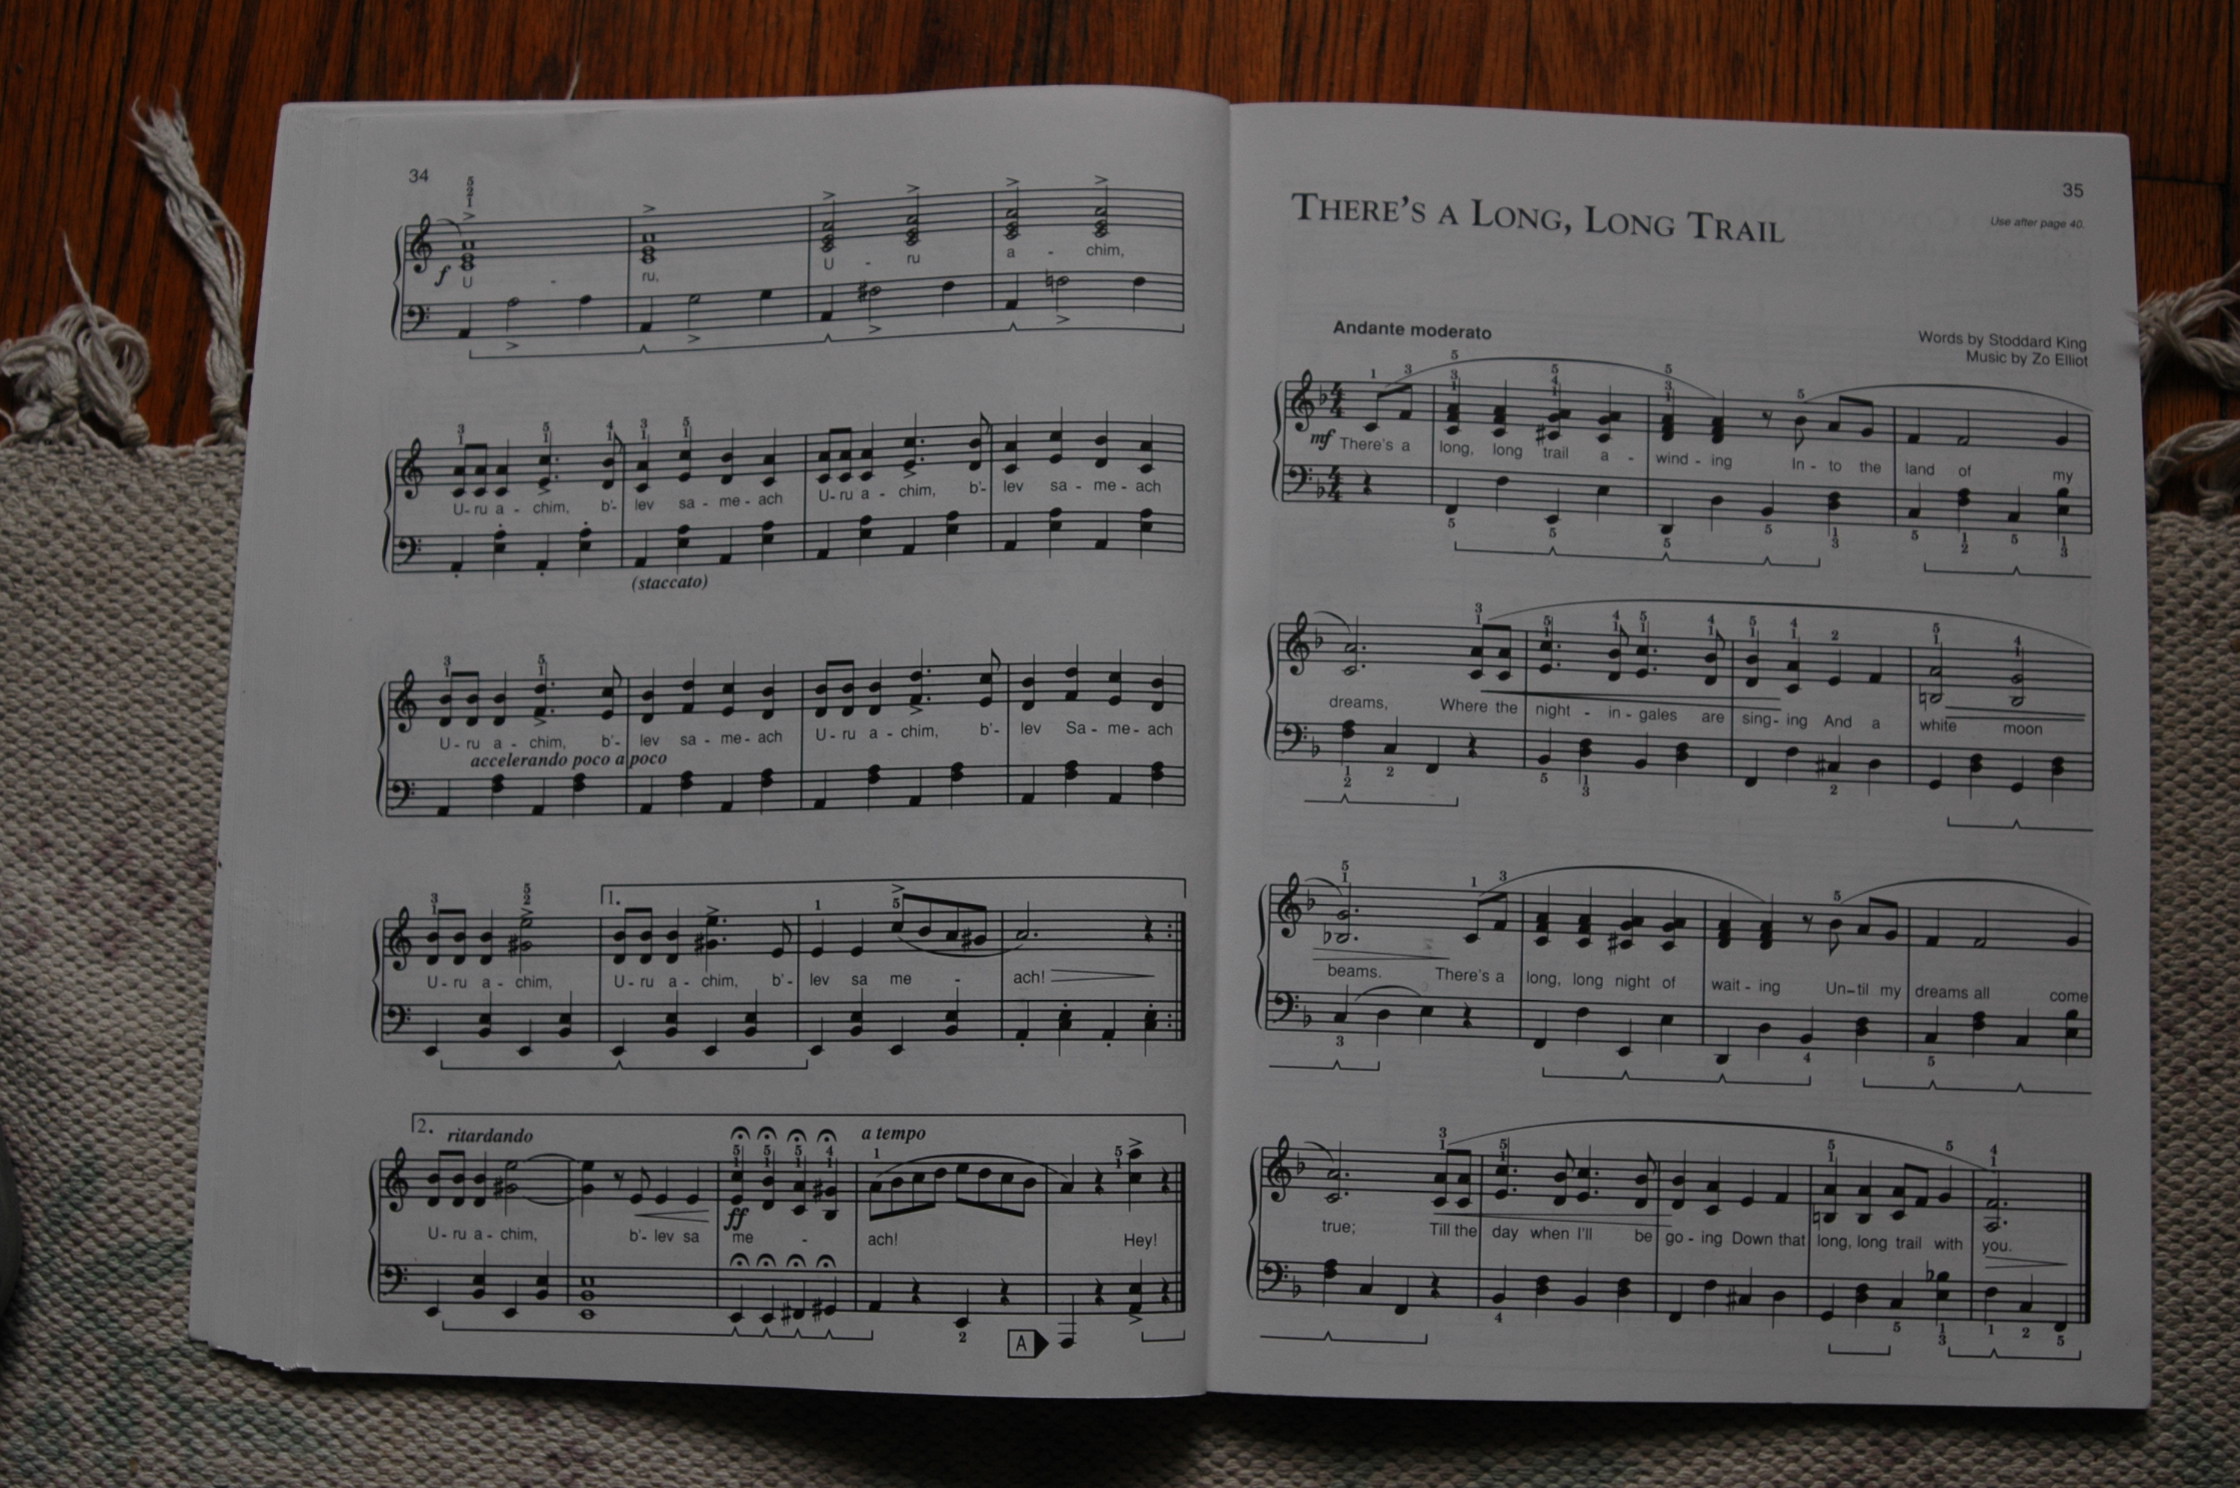 34
f
U - ru, U - ru a - chim,
U - ru a - chim, b'- lev sa - me - ach U - ru a - chim, b'- lev sa - me - ach
(staccato)
U - ru a - chim, b'- lev sa - me - ach U - ru a - chim, b'- lev Sa - me - ach
accelerando poco a poco
1.
U - ru a - chim, U - ru a - chim, b'- lev sa me - ach!
2. ritardando a tempo
ff
U - ru a - chim, b'- lev sa me - ach! Hey!
A
35
THERE'S A LONG, LONG TRAIL
Use after page 40.
Andante moderato
Words by Stoddard King
Music by Zo Elliot
mf There's a long, long trail a - wind - ing In - to the land of my
dreams, Where the night - in - gales are sing - ing And a white moon
beams. There's a long, long night of wait - ing Un - til my dreams all come
true; Till the day when I'll be go - ing Down that long, long trail with you.